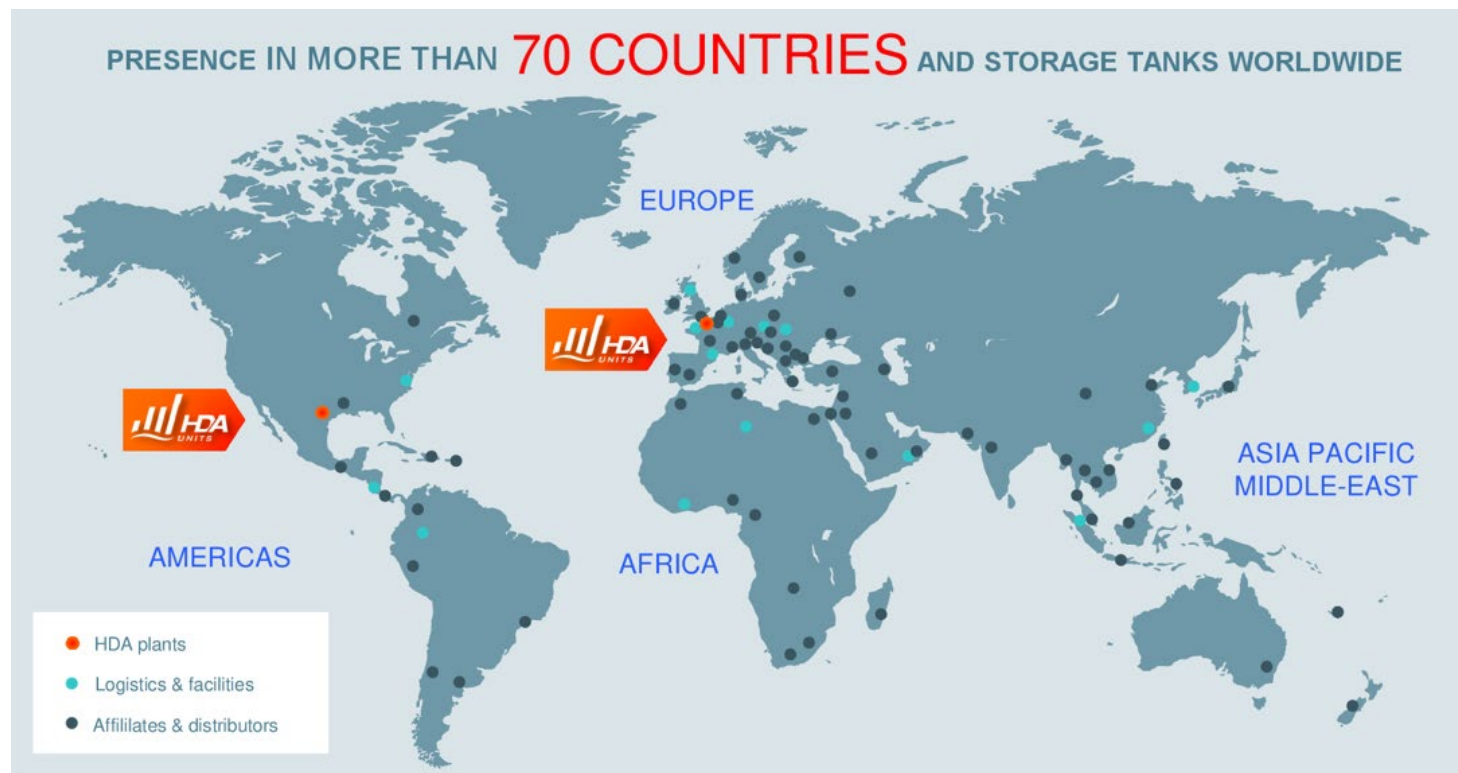 PRESENCE IN MORE THAN 70 COUNTRIES AND STORAGE TANKS WORLDWIDE
EUROPE
HDA
UNITS
HDA
UNITS
ASIA PACIFIC
MIDDLE-EAST
AMERICAS
AFRICA
HDA plants
Logistics & facilities
Affililates & distributors